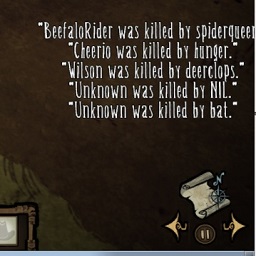 "BeefaloRider was killed by spiderqueen
"Cheerio was killed by hunger."
"Wilson was killed by deerclops."
"Unknown was killed by NIL."
"Unknown was killed by bat."